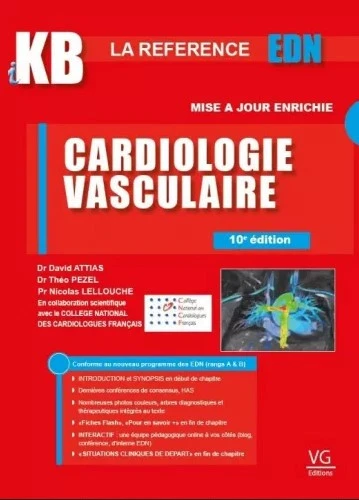 iKB LA REFERENCE EDN
MISE A JOUR ENRICHIE
CARDIOLOGIE
VASCULAIRE
10e édition
Dr David ATTIAS
Dr Théo PEZEL
Pr Nicolas LELLOUCHE
En collaboration scientifique
avec le COLLEGE NATIONAL
DES CARDIOLOGUES FRANÇAIS
Collège
National des
Cardiologues
Français
Conforme au nouveau programme des EDN (rangs A & B)
INTRODUCTION et SYNOPSIS en début de chapitre
Dernières conférences de consensus, HAS
Nombreuses photos couleurs, arbres diagnostiques et
thérapeutiques intégrés au texte
«Fiches Flash», «Pour en savoir +» en fin de chapitre
INTERACTIF : une équipe pédagogique online à vos côtés (blog,
conférence, d'interne EDN)
«SITUATIONS CLINIQUES DE DEPART» en fin de chapitre
VG
Editions